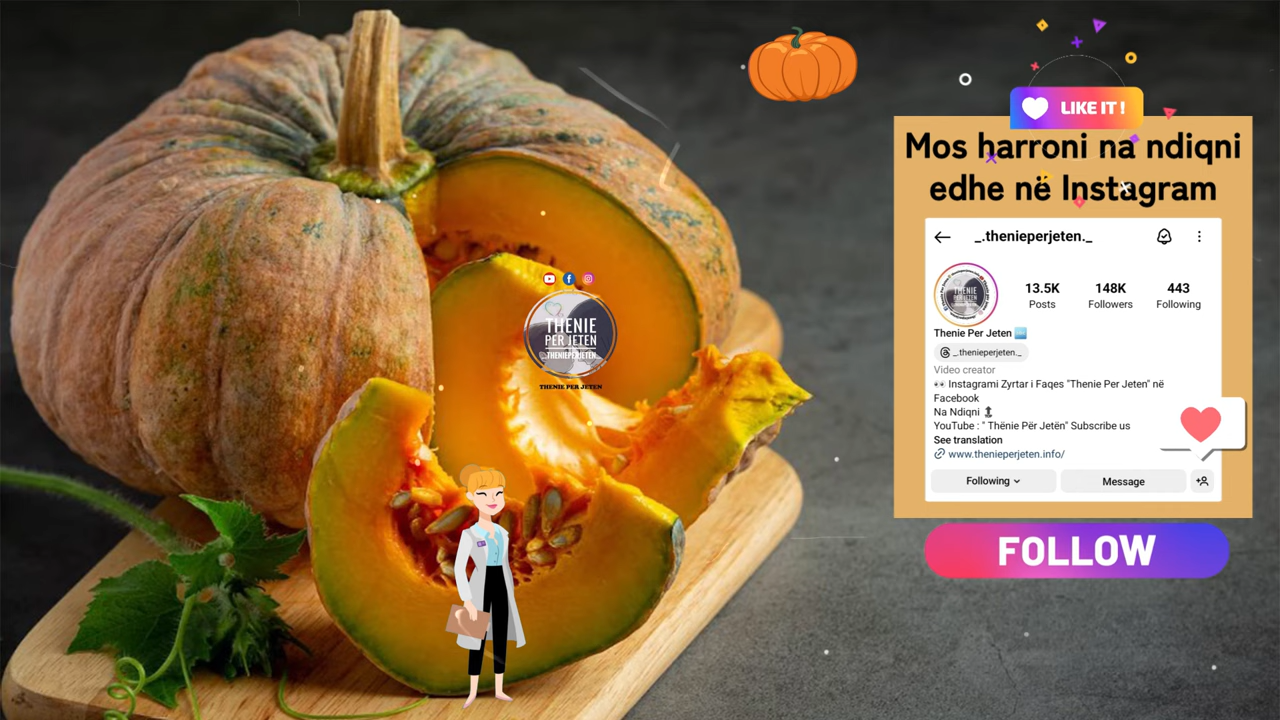 LIKE IT !
Mos harroni na ndiqni
edhe në Instagram
_.thenieperjeten._
13.5K
148K
443
Posts
Followers
Following
Thenie Per Jeten
_.thenieperjeten._
Video creator
👀 Instagrami Zyrtar i Faqes "Thenie Per Jeten" në
Facebook
Na Ndiqni
YouTube : " Thënie Për Jetën" Subscribe us
See translation
www.thenieperjeten.info/
Following
Message
FOLLOW
THENIE
PER JETEN
THENIE PER JETEN